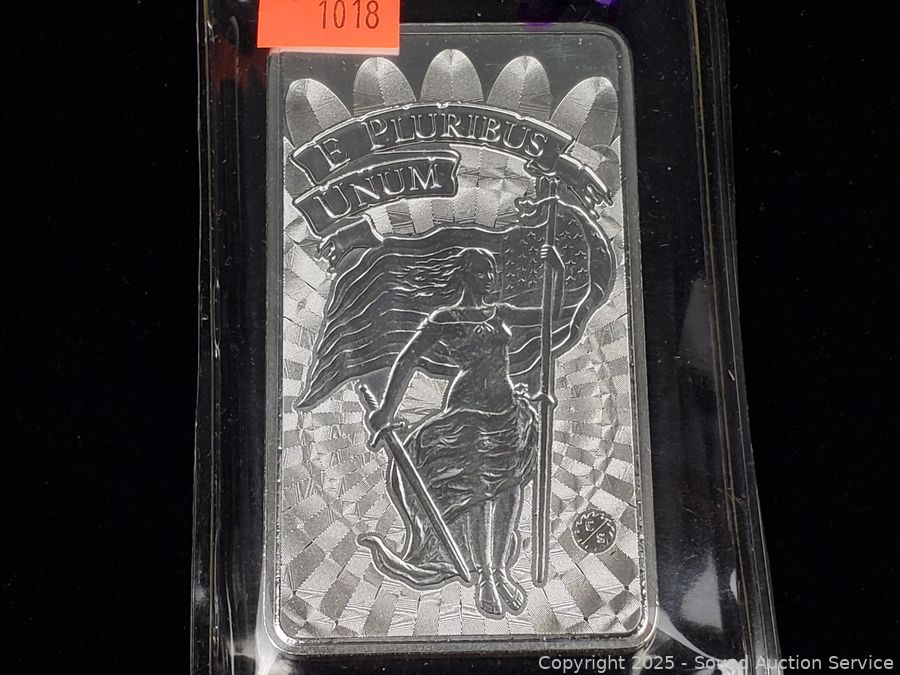 1018
E PLURIBUS
UNUM
C S
Copyright 2025 - Sound Auction Service